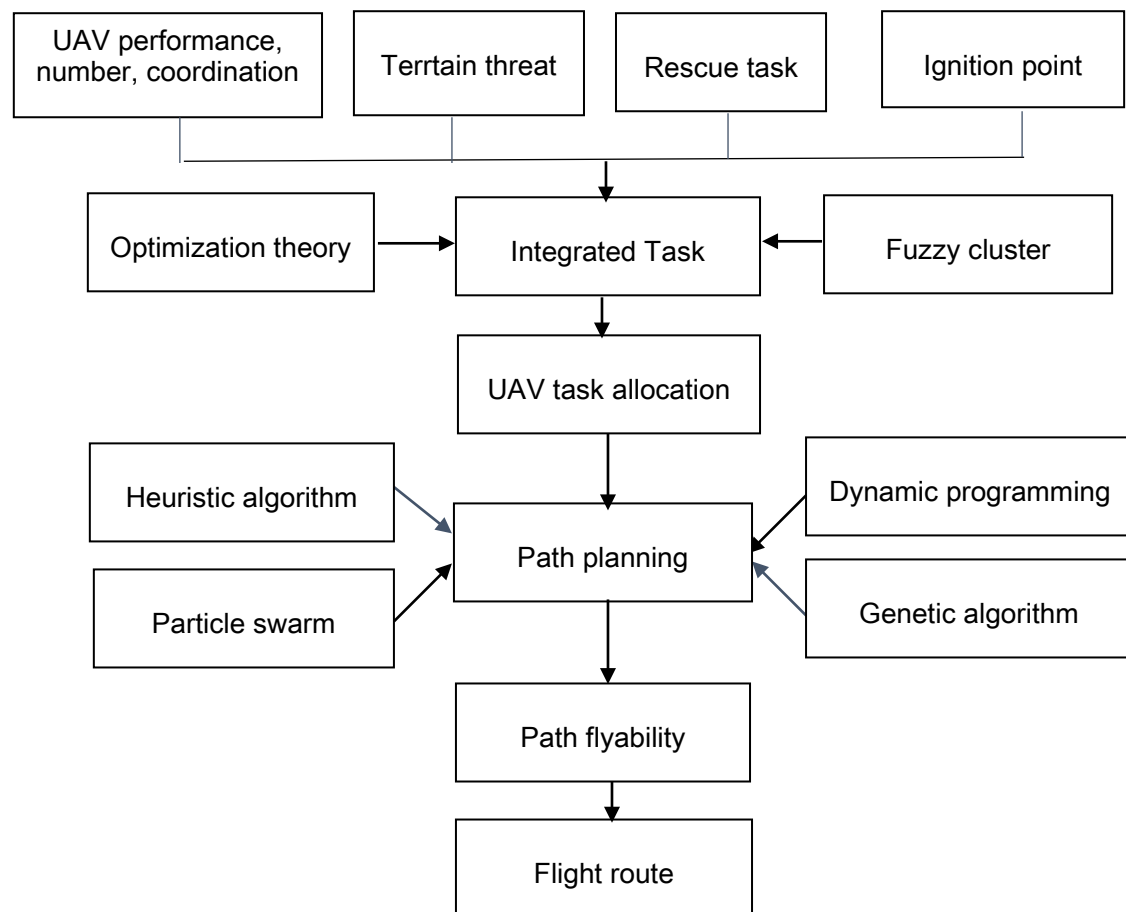 UAV performance,
number, coordination
Terrtain threat
Rescue task
Ignition point
Optimization theory
Integrated Task
Fuzzy cluster
UAV task allocation
Heuristic algorithm
Dynamic programming
Path planning
Particle swarm
Genetic algorithm
Path flyability
Flight route